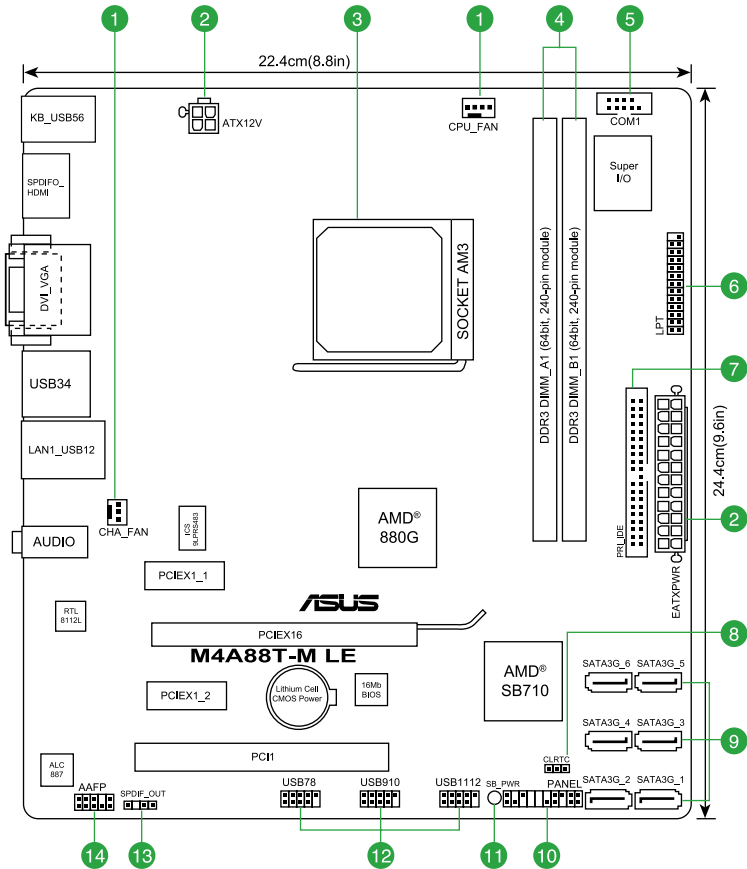 1
2
3
1
4
5
22.4cm(8.8in)
KB_USB56
ATX12V
CPU_FAN
COM1
SPDIFO_
HDMI
Super
I/O
DVI_VGA
SOCKET AM3
DDR3 DIMM_A1 (64bit, 240-pin module)
DDR3 DIMM_B1 (64bit, 240-pin module)
LPT
6
7
USB34
LAN1_USB12
24.4cm(9.6in)
1
CHA_FAN
AUDIO
ICS
9LPRS483
AMD®
880G
PRI_IDE
EATXPWR
2
PCIEX1_1
RTL
8112L
ASUS
PCIEX16
M4A88T-M LE
8
PCIEX1_2
Lithium Cell
CMOS Power
16Mb
BIOS
AMD®
SB710
SATA3G_6
SATA3G_5
SATA3G_4
SATA3G_3
9
ALC
887
PCI1
CLRTC
AAFP
SPDIF_OUT
USB78
USB910
USB1112
SB_PWR
PANEL
SATA3G_2
SATA3G_1
14
13
12
11
10